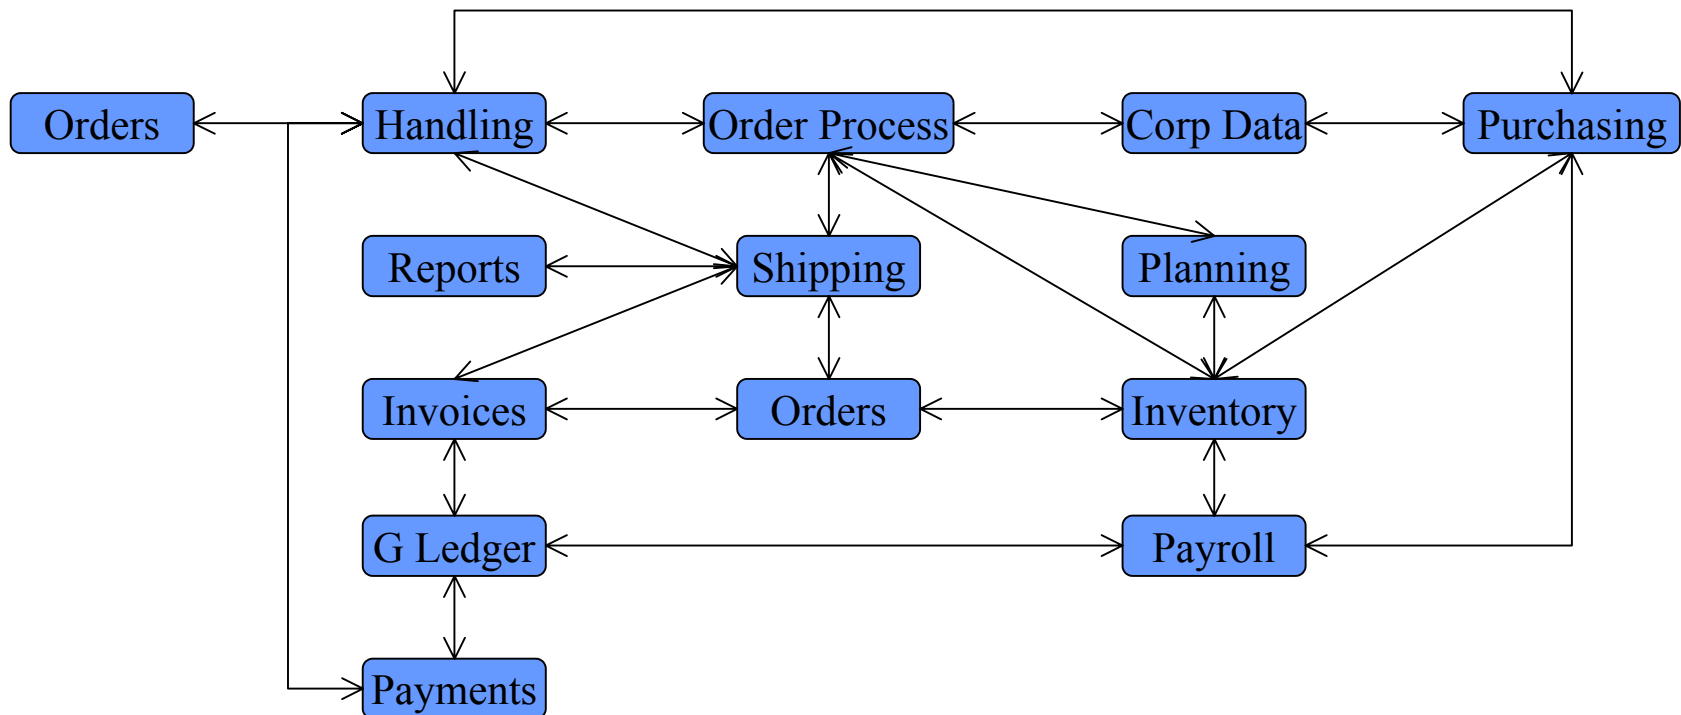 Orders
Handling
Order Process
Corp Data
Purchasing
Reports
Shipping
Planning
Invoices
Orders
Inventory
G Ledger
Payroll
Payments